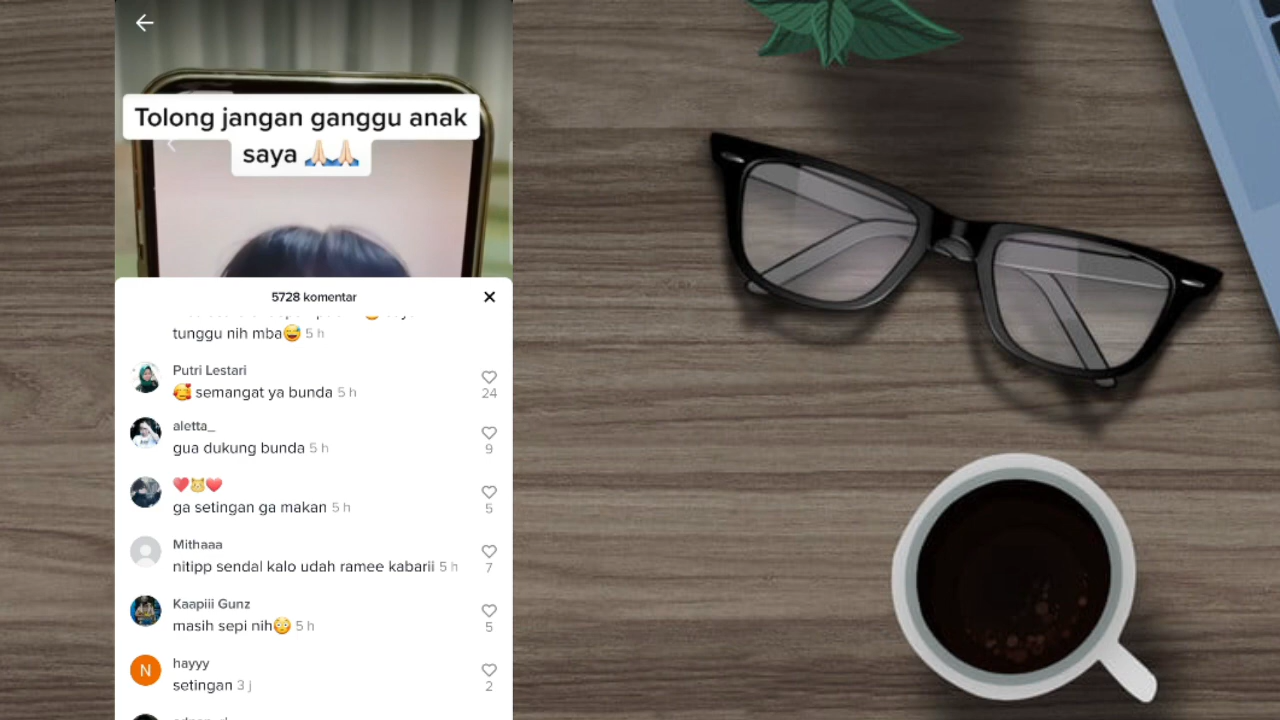 Tolong jangan ganggu anak
saya 🙏🏻🙏🏻
5728 komentar
tunggu nih mba😅 5 h
Putri Lestari
🥰 semangat ya bunda 5 h
24
aletta_
gua dukung bunda 5 h
9
❤️😺❤️
ga setingan ga makan 5 h
5
Mithaaa
nitipp sendal kalo udah ramee kabarii 5 h
7
Kaapiii Gunz
masih sepi nih😳 5 h
5
N
hayyy
setingan 3 j
2